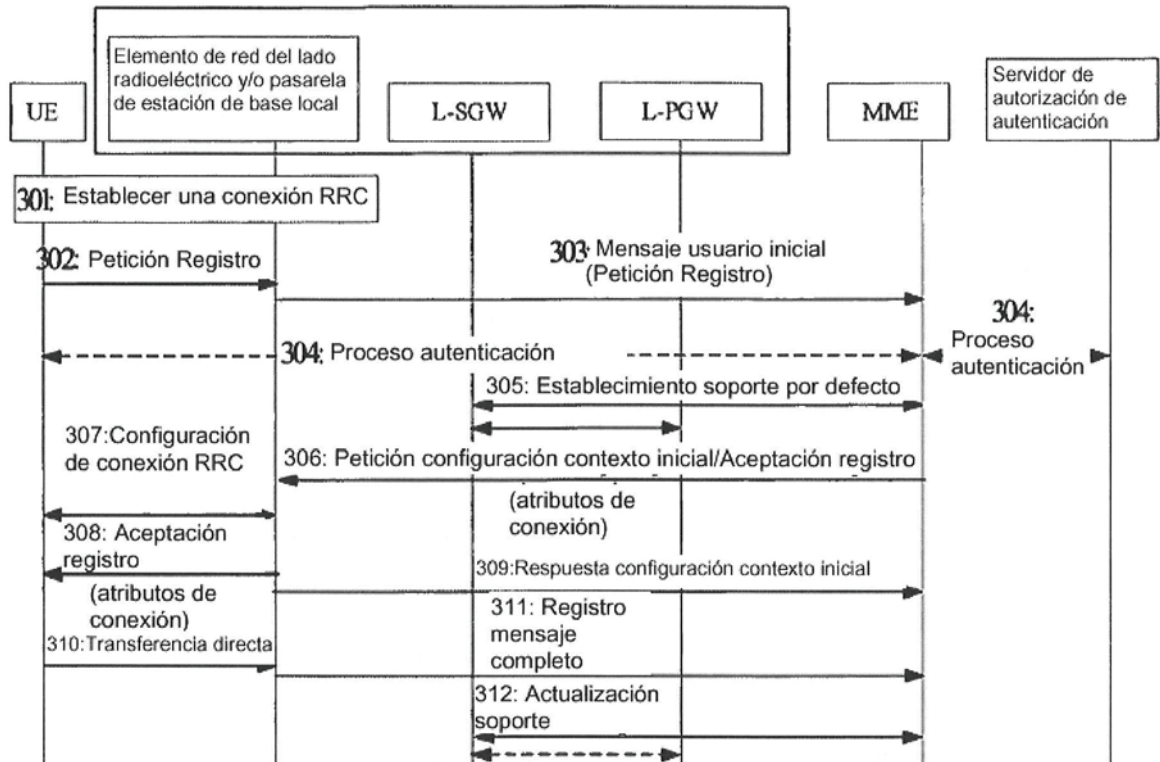 Elemento de red del lado
radioeléctrico y/o pasarela
de estación de base local
UE
L-SGW
L-PGW
MME
Servidor de
autorización de
autenticación
301: Establecer una conexión RRC
302: Petición Registro
303: Mensaje usuario inicial
(Petición Registro)
304: Proceso autenticación
304:
Proceso
autenticación
305: Establecimiento soporte por defecto
307:Configuración
de conexión RRC
306: Petición configuración contexto inicial/Aceptación registro
(atributos de
conexión)
308: Aceptación
registro
(atributos de
conexión)
309:Respuesta configuración contexto inicial
310:Transferencia directa
311: Registro
mensaje
completo
312: Actualización
soporte